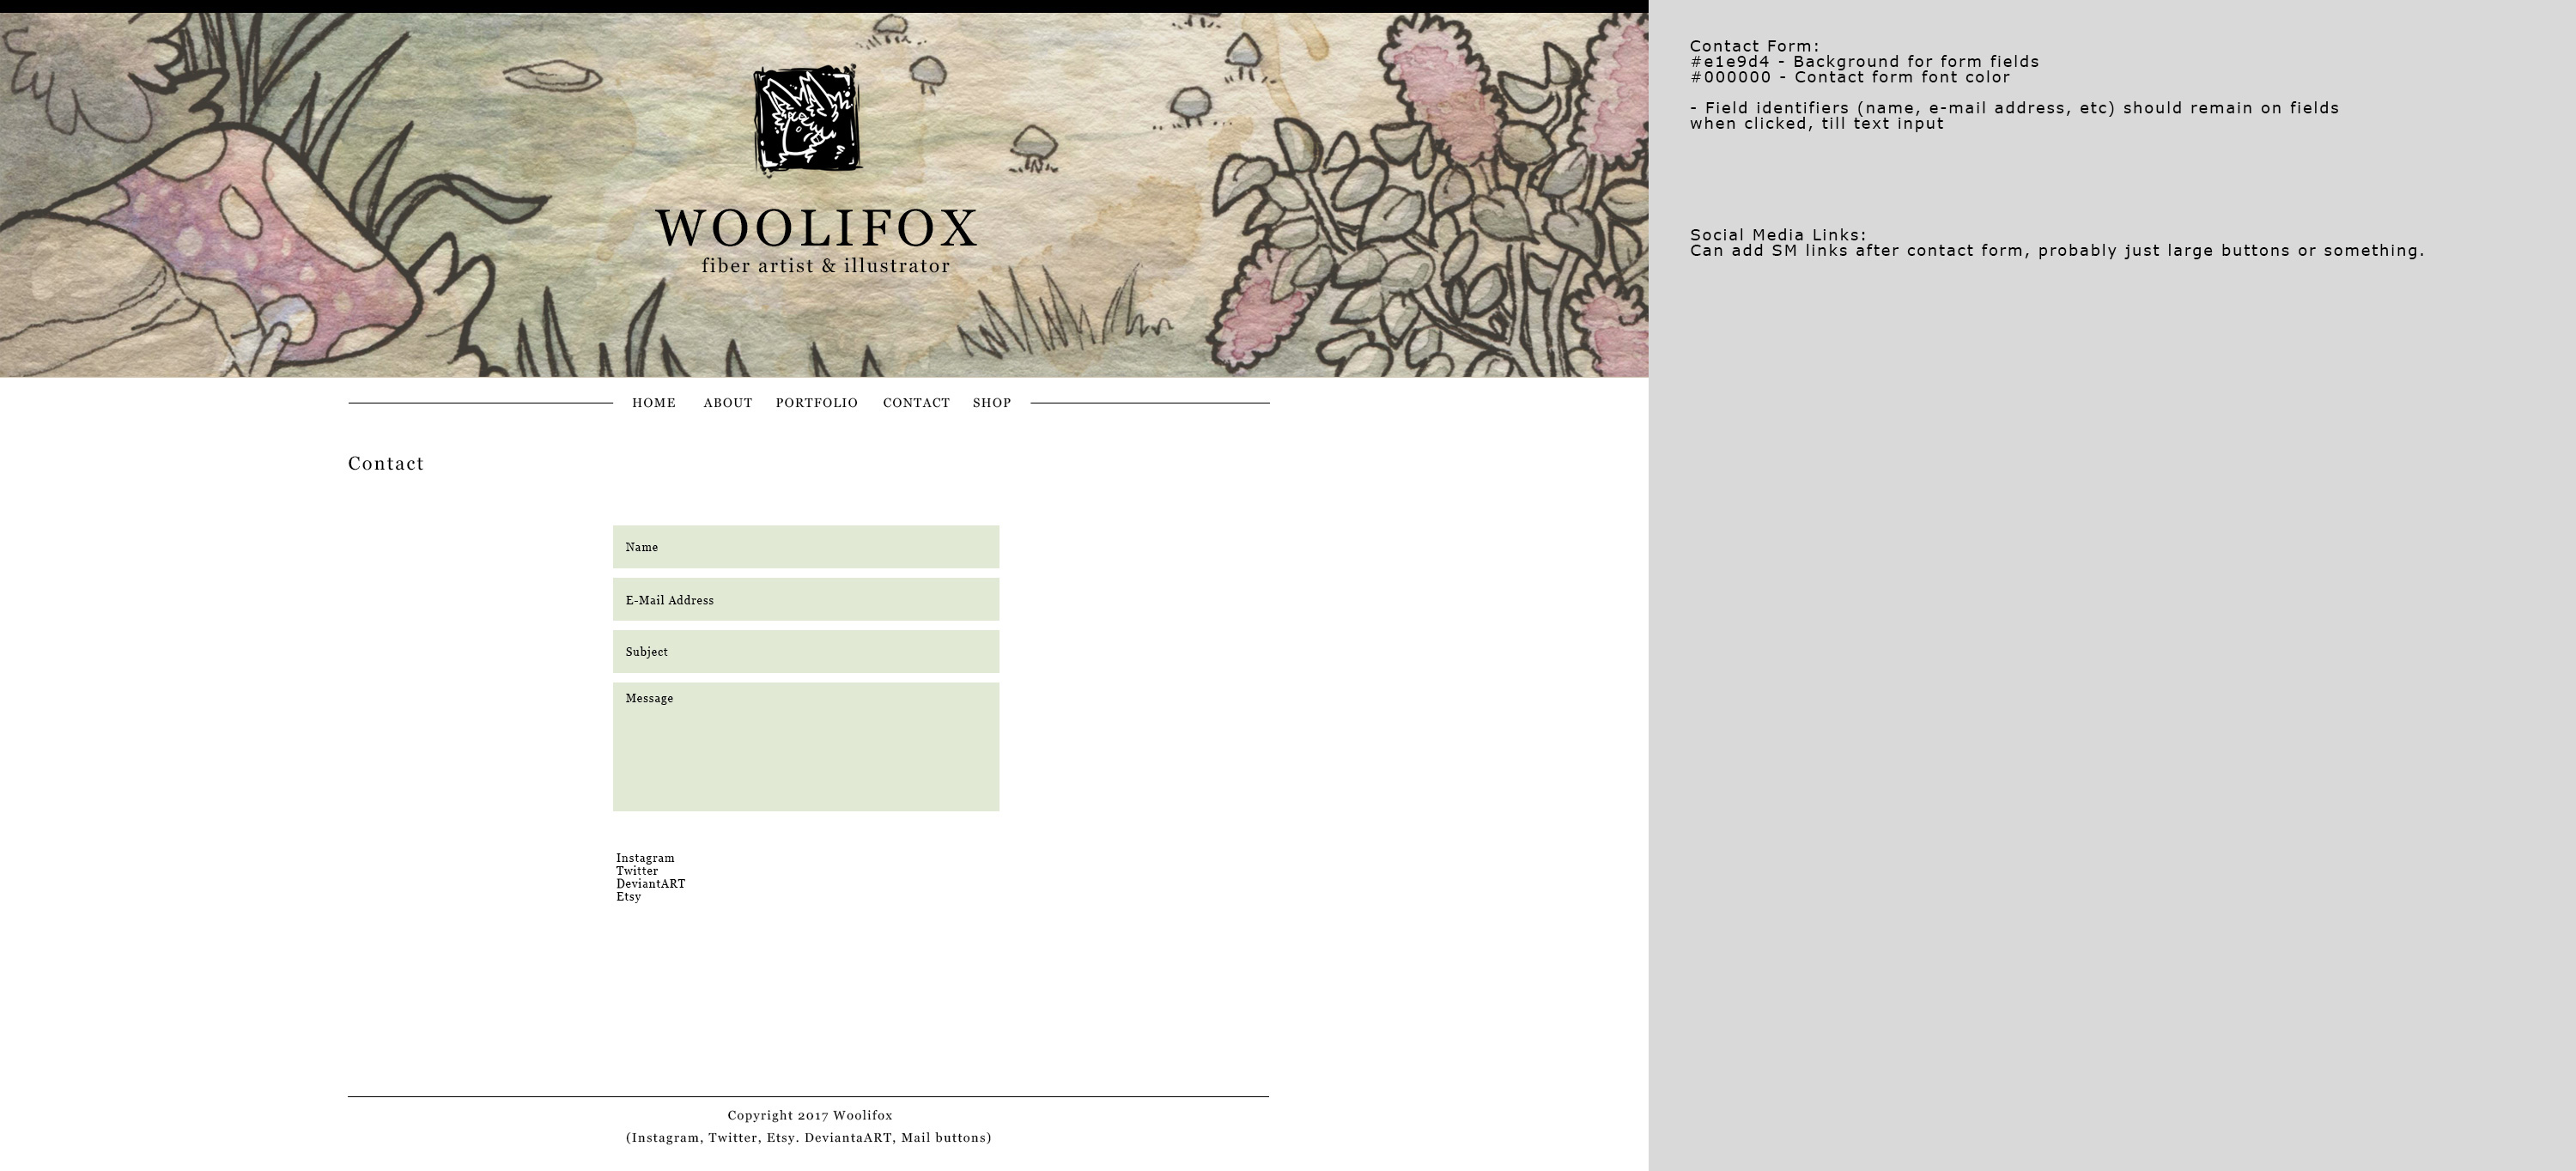 WOOLIFOX
fiber artist & illustrator
HOME ABOUT PORTFOLIO CONTACT SHOP
Contact
Name
E-Mail Address
Subject
Message
Instagram
Twitter
DeviantART
Etsy
Copyright 2017 Woolifox
(Instagram, Twitter, Etsy. DeviantaART, Mail buttons)
Contact Form:
#e1e9d4 - Background for form fields
#000000 - Contact form font color
- Field identifiers (name, e-mail address, etc) should remain on fields
when clicked, till text input
Social Media Links:
Can add SM links after contact form, probably just large buttons or something.